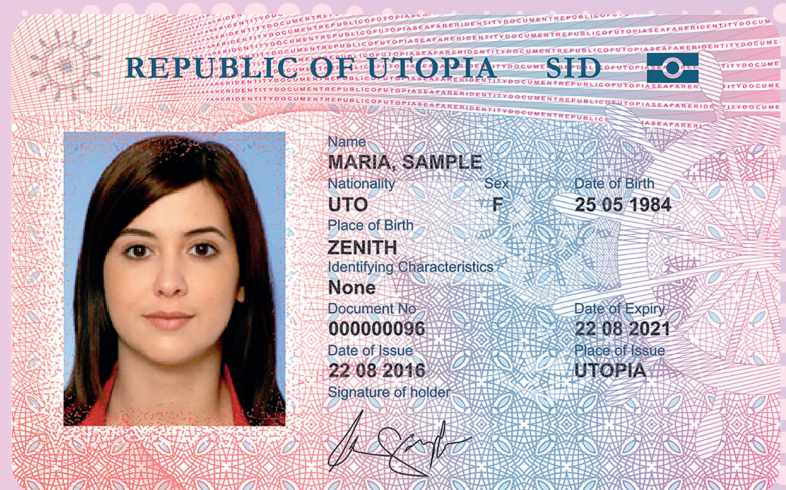 REPUBLIC OF UTOPIA SID
Name
MARIA, SAMPLE
Nationality Sex Date of Birth
UTO F 25 05 1984
Place of Birth
ZENITH
Identifying Characteristics
None
Document No Date of Expiry
000000096 22 08 2021
Date of Issue Place of Issue
22 08 2016 UTOPIA
Signature of holder